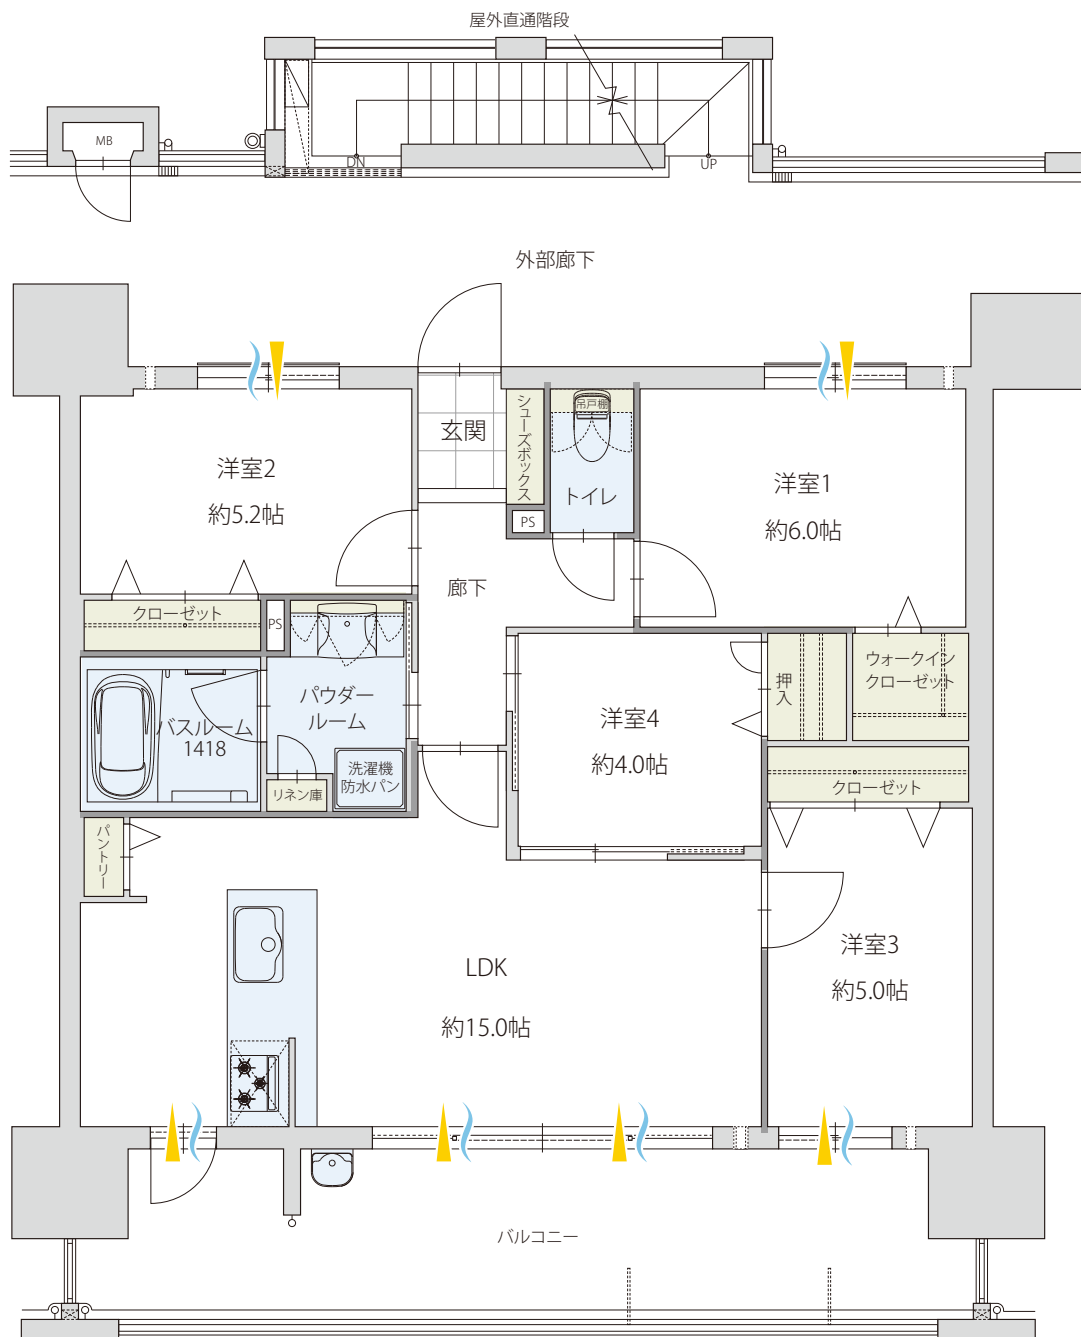 屋外直通階段
MB
DN
UP
外部廊下
玄関
シューズボックス
吊戸棚
トイレ
PS
洋室2
約5.2帖
洋室1
約6.0帖
廊下
クローゼット
PS
パウダー
ルーム
バスルーム
1418
洗濯機
防水パン
リネン庫
洋室4
約4.0帖
押入
ウォークイン
クローゼット
クローゼット
パントリー
LDK
約15.0帖
洋室3
約5.0帖
バルコニー